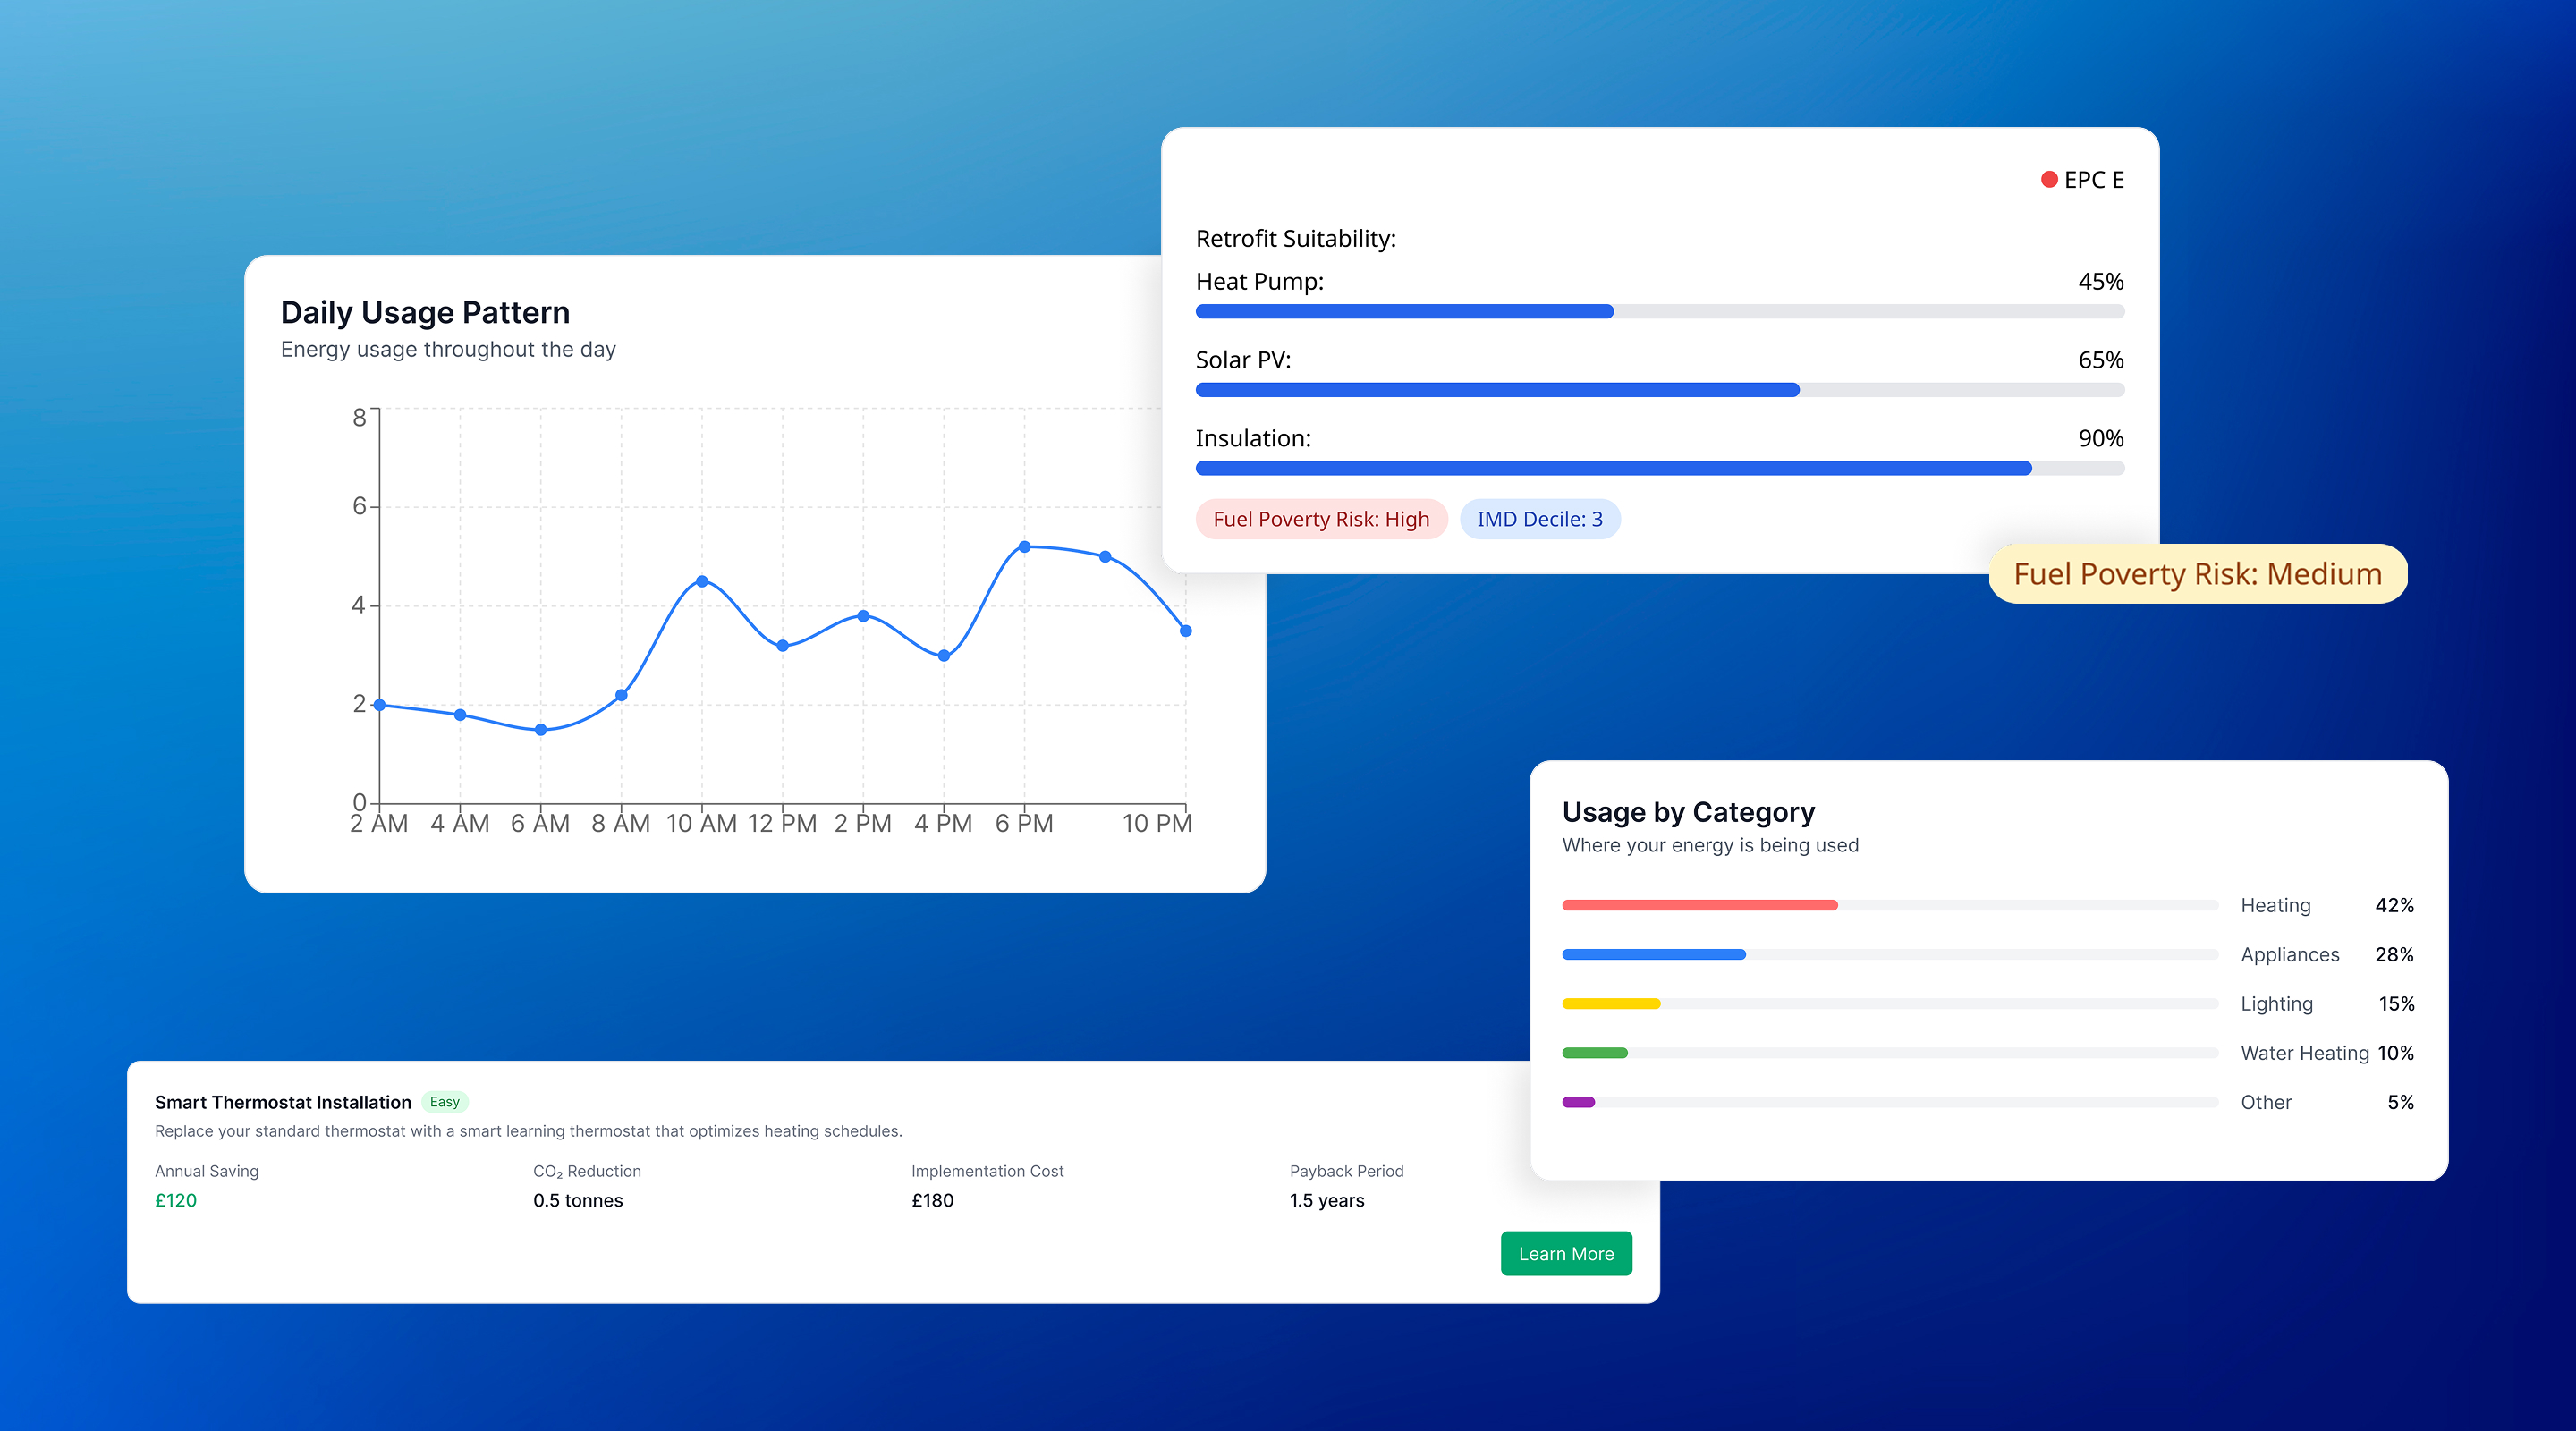 Daily Usage Pattern
Energy usage throughout the day
8
6
4
2
0
2 AM 4 AM 6 AM 8 AM 10 AM 12 PM 2 PM 4 PM 6 PM 10 PM
EPC E
Retrofit Suitability:
Heat Pump: 45%
Solar PV: 65%
Insulation: 90%
Fuel Poverty Risk: High IMD Decile: 3
Fuel Poverty Risk: Medium
Usage by Category
Where your energy is being used
Heating 42%
Appliances 28%
Lighting 15%
Water Heating 10%
Other 5%
Smart Thermostat Installation Easy
Replace your standard thermostat with a smart learning thermostat that optimizes heating schedules.
Annual Saving CO₂ Reduction Implementation Cost Payback Period
£120 0.5 tonnes £180 1.5 years
Learn More